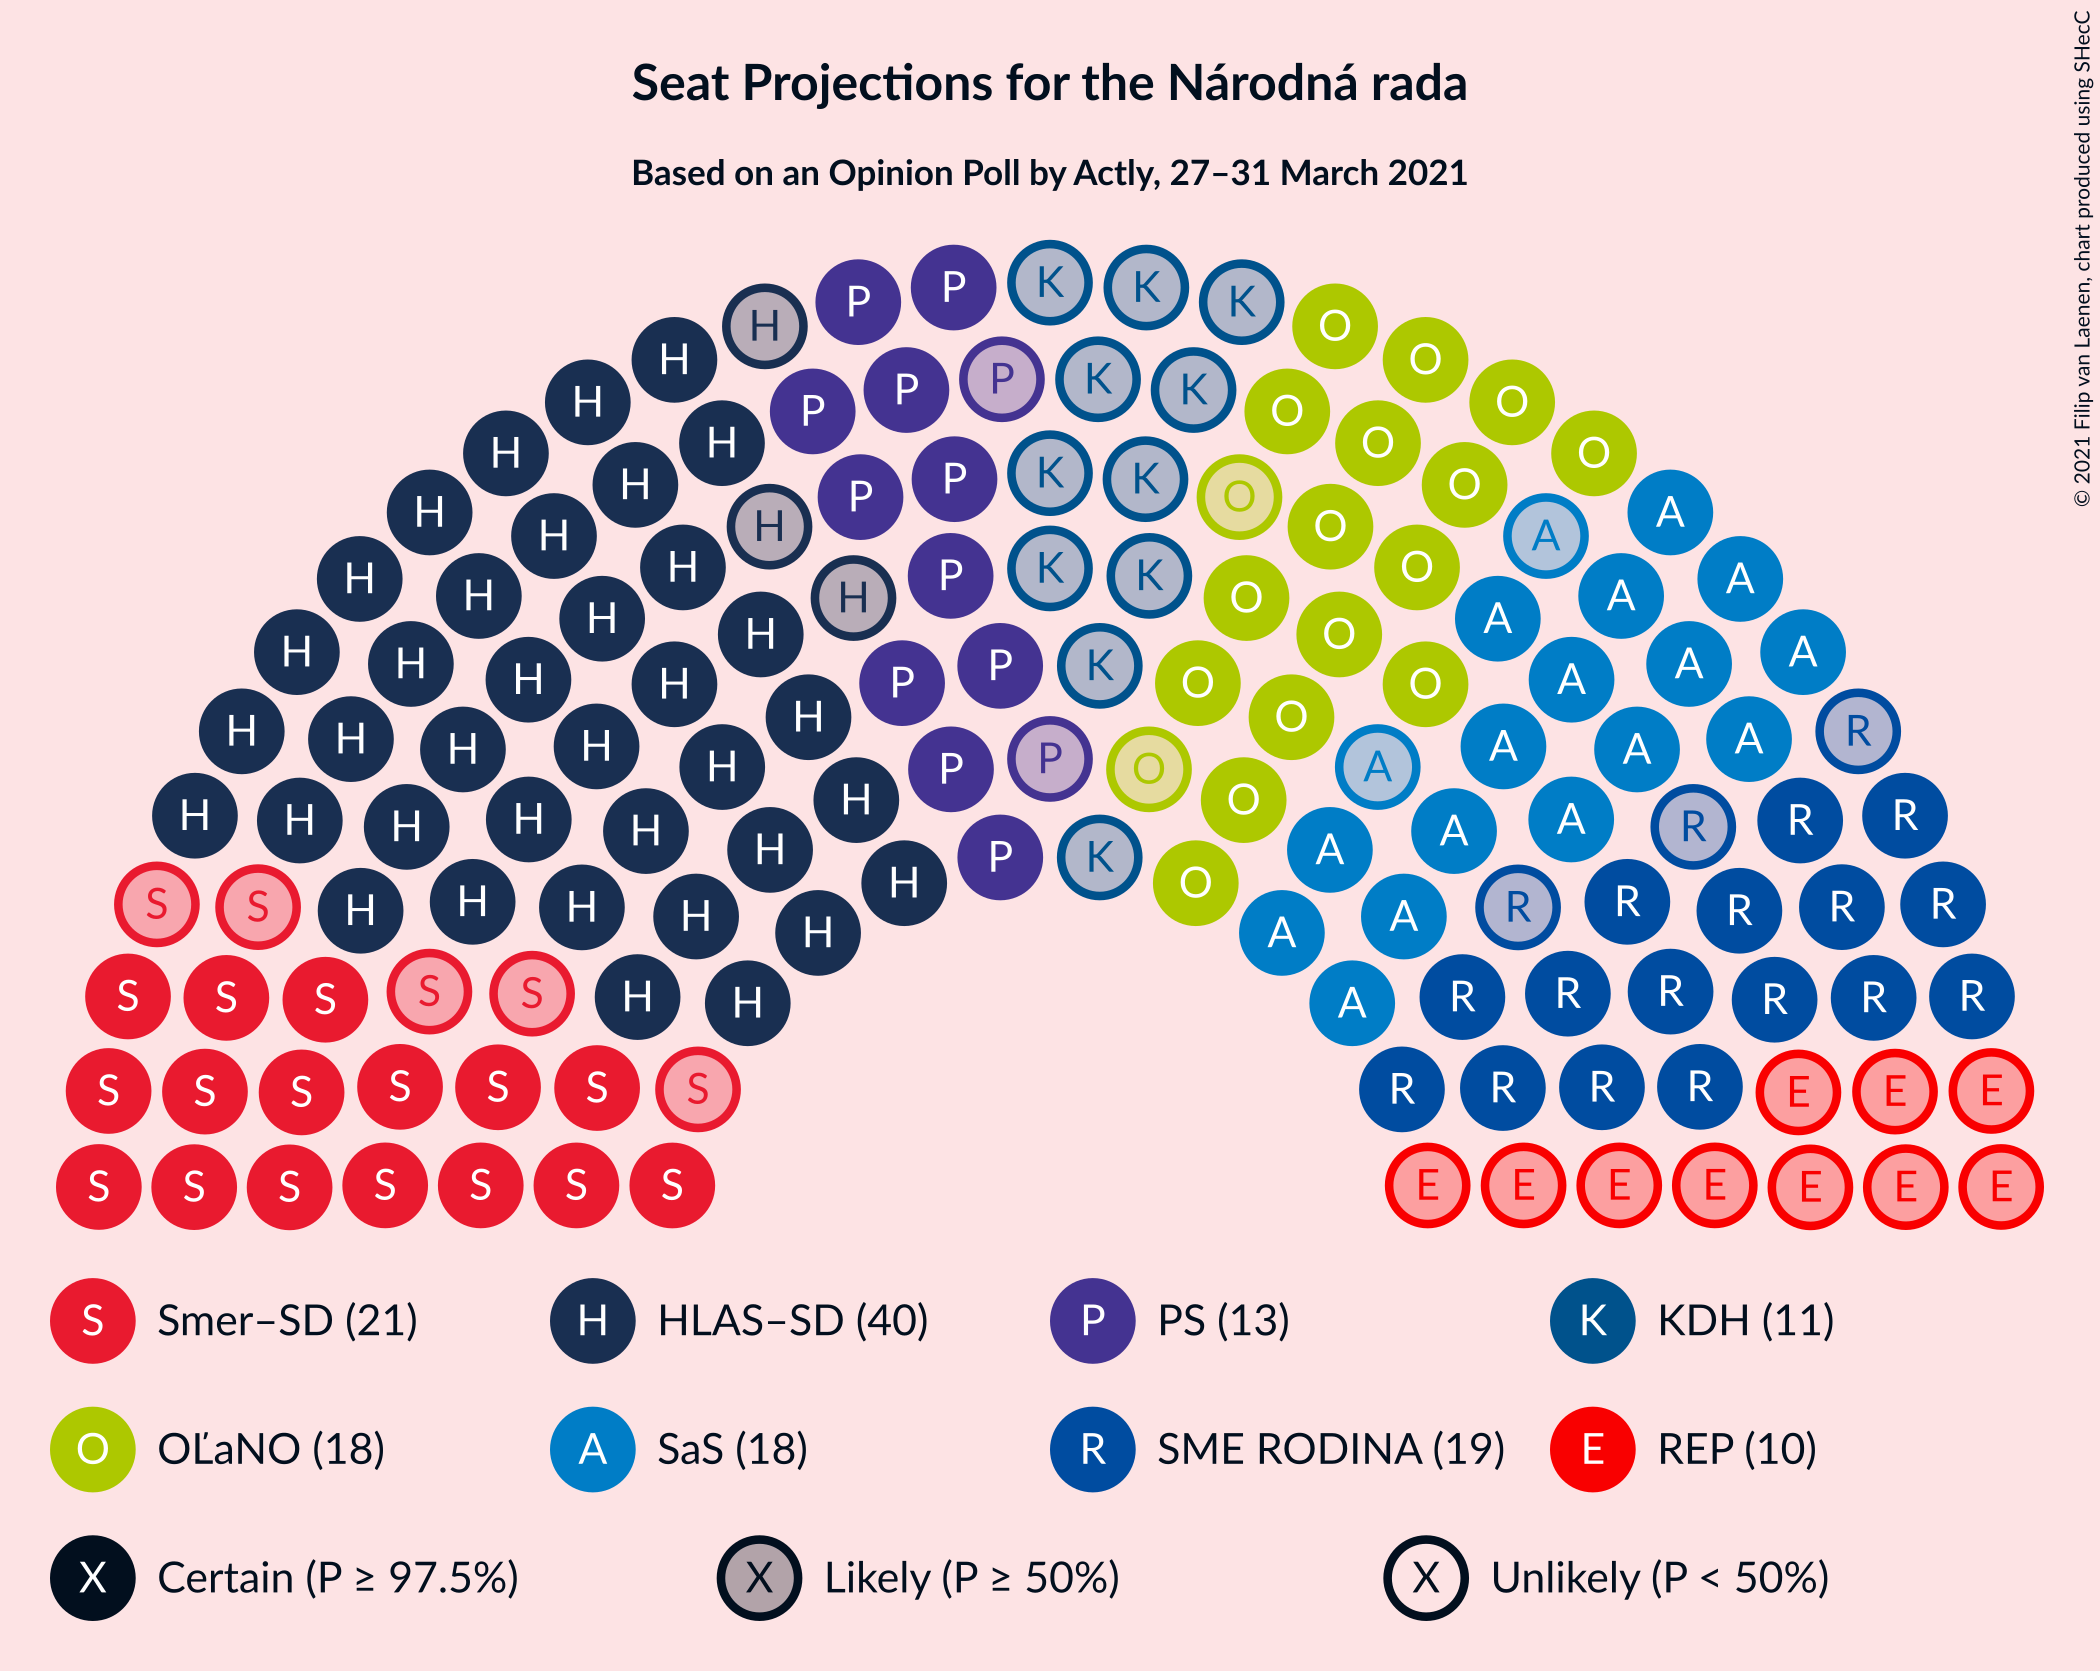 Seat Projections for the Národná rada
Based on an Opinion Poll by Actly, 27–31 March 2021
© 2021 Filip van Laenen, chart produced using SHecC
K
P K
P K
H P K K O
H P P K O
H P P K K O
H P P O O
H H P K O
H H P O O
H H H K K O
H H P P O O
H H H P O O A
H H H H K O O A
H H H P O A A
H H H H P O O A A
H H H H P O A A A
H H H H O A A R
H H H H H A A R R
H H H H P K A
S S H H H H H O A R R R R R
H A
S S S S S H H A R R R R R R
S S S S S S S R R R R E E E
S S S S S S S E E E E E E E
S Smer–SD (21) H HLAS–SD (40) P PS (13) K KDH (11)
O OĽaNO (18) A SaS (18) R SME RODINA (19) E REP (10)
X Certain (P ≥ 97.5%) X Likely (P ≥ 50%) X Unlikely (P < 50%)